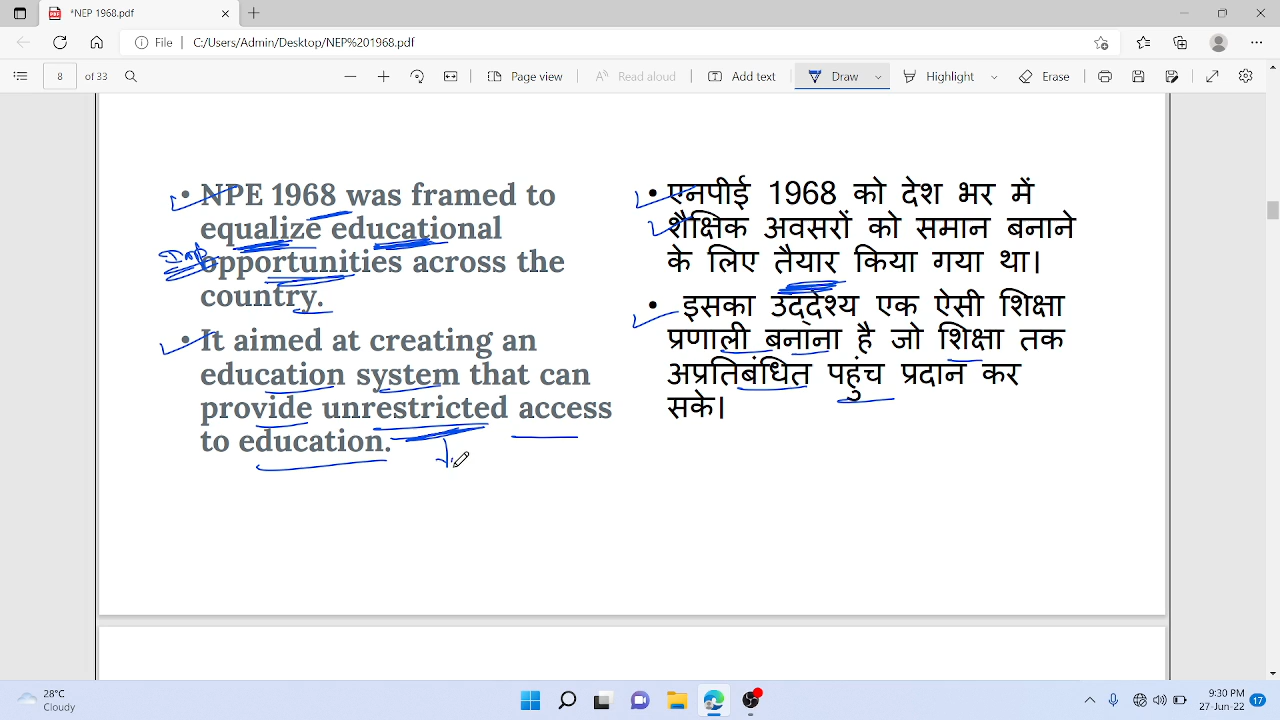 *NEP 1968.pdf
File C:/Users/Admin/Desktop/NEP%201968.pdf
8 of 33 Page view Read aloud Add text Draw Highlight Erase
• NPE 1968 was framed to
equalize educational
Imp
opportunities across the
country.
• It aimed at creating an
education system that can
provide unrestricted access
to education.
• एनपीई 1968 को देश भर में
शैक्षिक अवसरों को समान बनाने
के लिए तैयार किया गया था।
• इसका उद्देश्य एक ऐसी शिक्षा
प्रणाली बनाना है जो शिक्षा तक
अप्रतिबंधित पहुंच प्रदान कर
सके।
28°C
Cloudy
9:30 PM
27-Jun-22
17